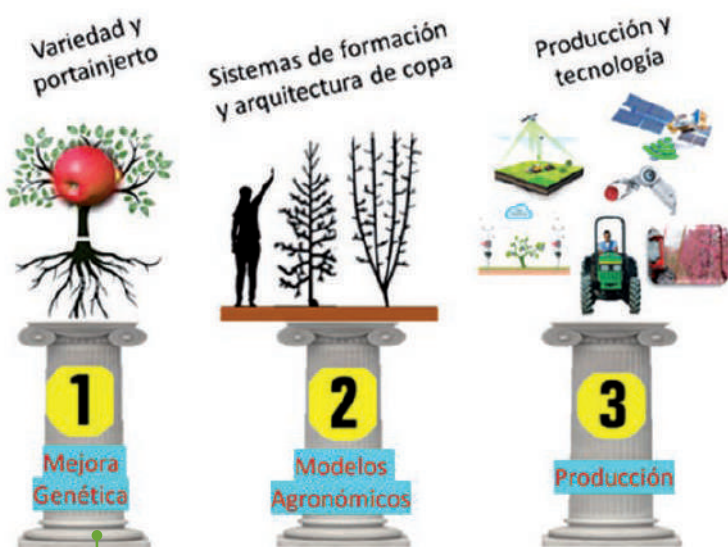 Variedad y
portainjerto
Sistemas de formación
y arquitectura de copa
Producción y
tecnología
1
Mejora
Genética
2
Modelos
Agronómicos
3
Producción